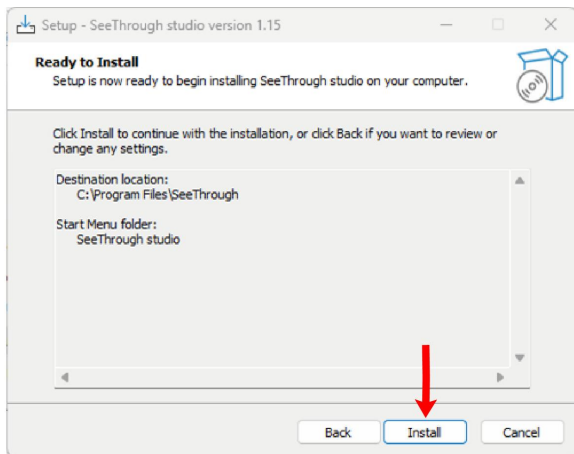 Setup - SeeThrough studio version 1.15
Ready to Install
Setup is now ready to begin installing SeeThrough studio on your computer.
Click Install to continue with the installation, or click Back if you want to review or
change any settings.
Destination location:
C:\Program Files\SeeThrough
Start Menu folder:
SeeThrough studio
Back
Install
Cancel